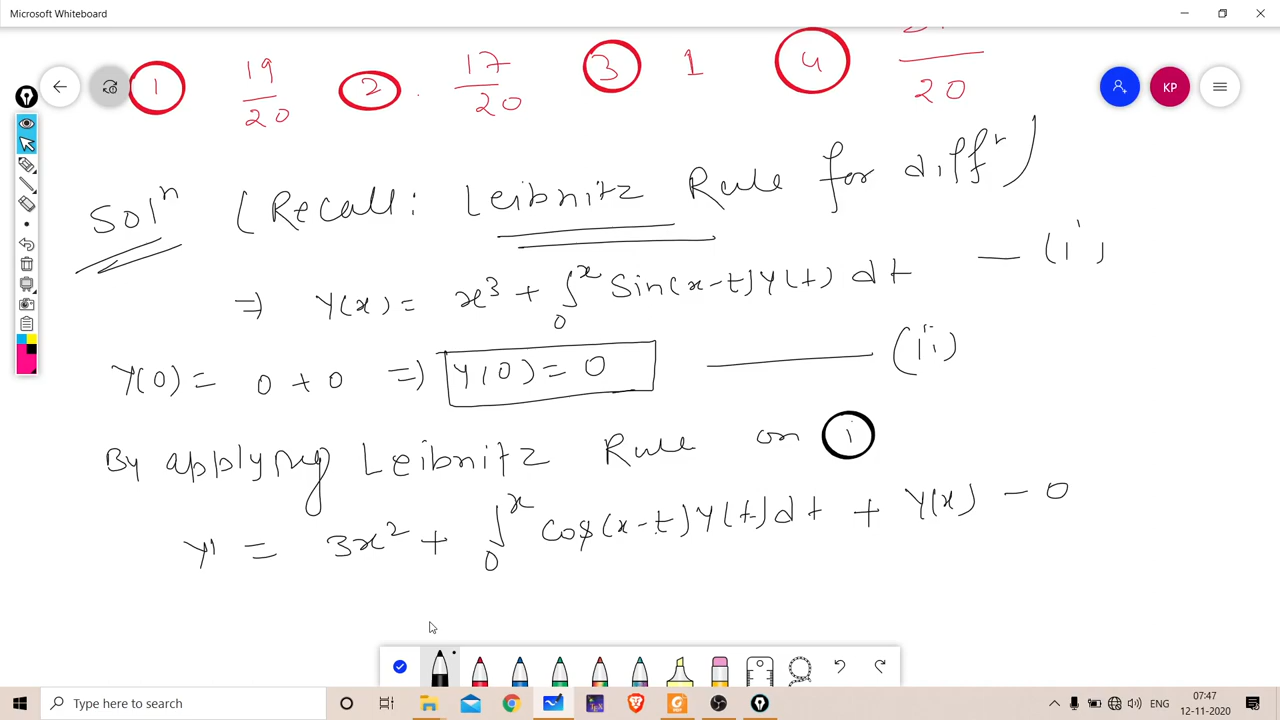 Microsoft Whiteboard
① 19/20 ② 17/20 ③ 1 ④ /20
KP
Solⁿ (Recall: Leibnitz Rule for diffⁿ)
⇒ Y(x) = x³ + ∫₀ˣ Sin(x-t)Y(t) dt — (i)
Y(0) = 0 + 0 ⇒ Y(0) = 0 — (ii)
By applying Leibnitz Rule on ⓘ
Y' = 3x² + ∫₀ˣ cos(x-t)Y(t)dt + Y(x) - 0
Type here to search
ENG
07:47
12-11-2020